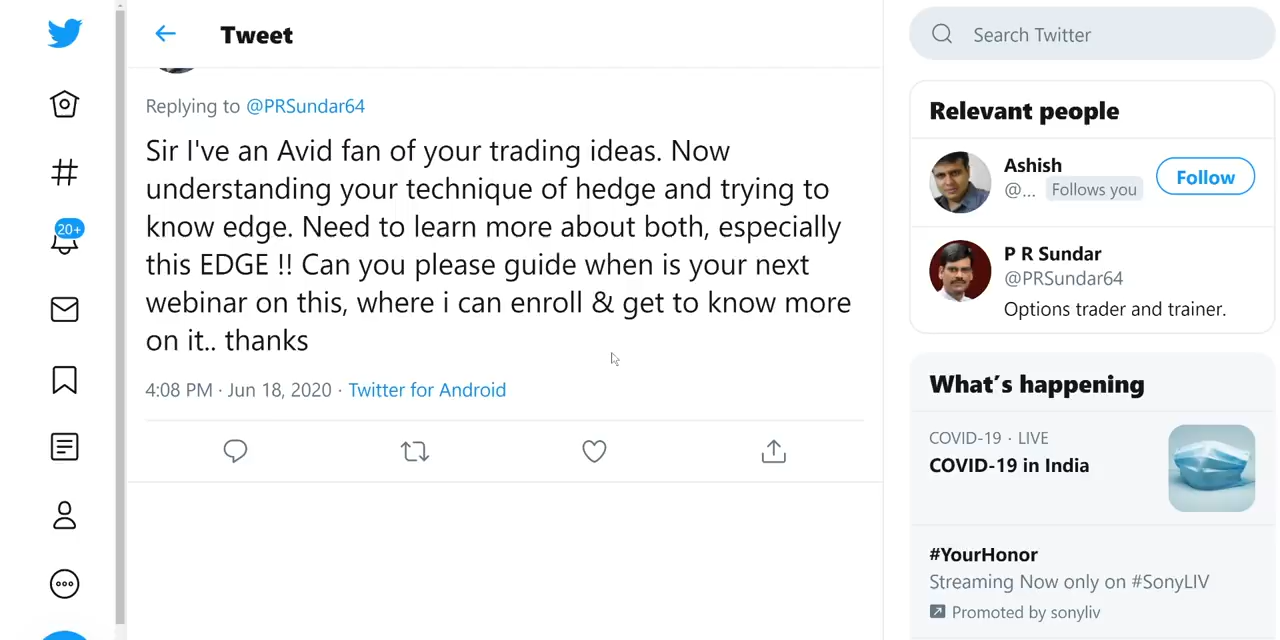 Tweet
Replying to @PRSundar64
Sir I've an Avid fan of your trading ideas. Now
understanding your technique of hedge and trying to
know edge. Need to learn more about both, especially
this EDGE !! Can you please guide when is your next
webinar on this, where i can enroll & get to know more
on it.. thanks
4:08 PM · Jun 18, 2020 · Twitter for Android
20+
Search Twitter
Relevant people
Ashish
@... Follows you
Follow
P R Sundar
@PRSundar64
Options trader and trainer.
What's happening
COVID-19 · LIVE
COVID-19 in India
#YourHonor
Streaming Now only on #SonyLIV
Promoted by sonyliv